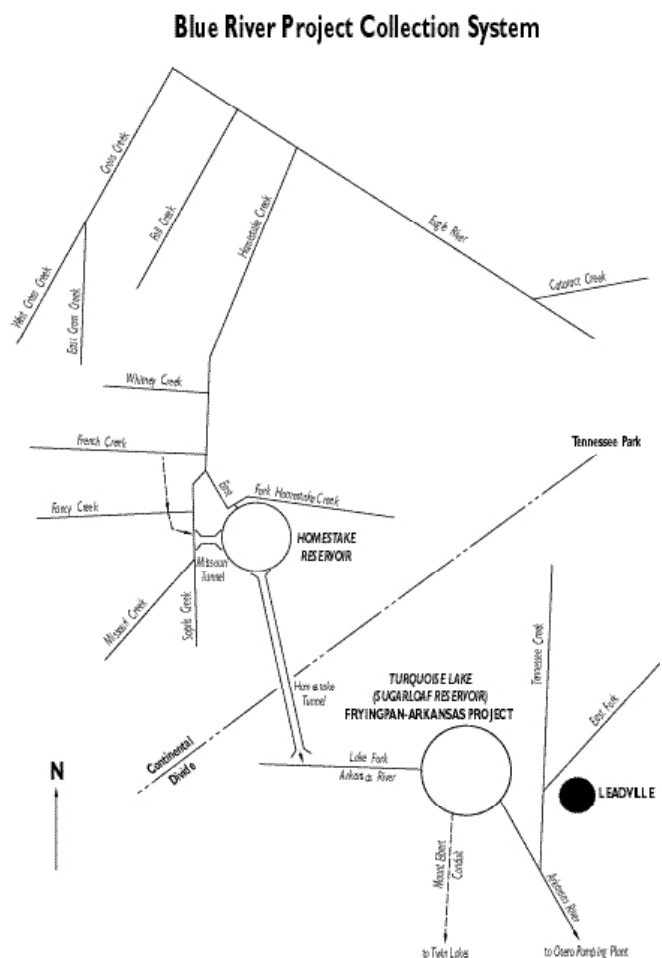 Blue River Project Collection System
Cross Creek
Fall Creek
Homestake Creek
Eagle River
Cataract Creek
West Cross Creek
East Cross Creek
Whitney Creek
French Creek
Tennessee Park
East
Fork Homestake Creek
Fancy Creek
HOMESTAKE
RESERVOIR
Missouri
Tunnel
Missouri Creek
Sopris Creek
Homestake
Tunnel
TURQUOISE LAKE
(SUGARLOAF RESERVOIR)
FRYINGPAN-ARKANSAS PROJECT
Tennessee Creek
East Fork
Continental
Divide
N
Lake Fork
Arkansas River
LEADVILLE
Mount Elbert
Conduit
Arkansas River
to Twin Lakes
to Otero Pumping Plant